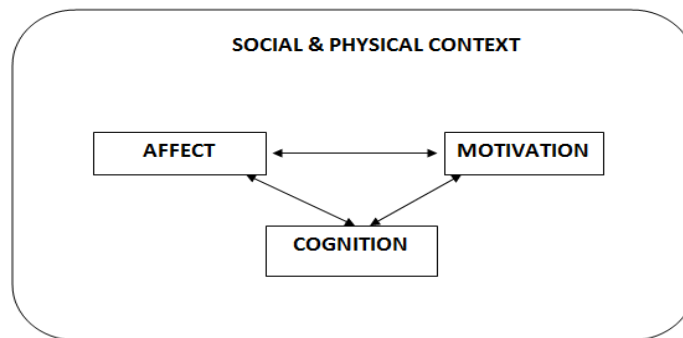 SOCIAL & PHYSICAL CONTEXT
AFFECT
MOTIVATION
COGNITION